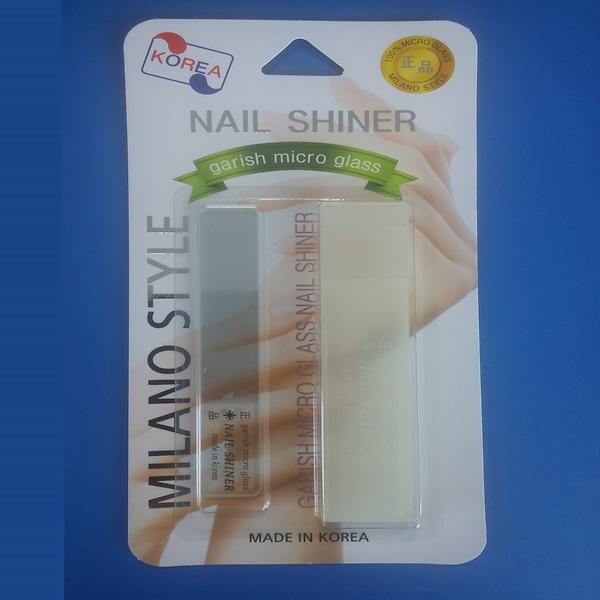 KOREA
100% MICRO GLASS
正品
MILANO STYLE
NAIL SHINER
garish micro glass
MILANO STYLE
GARISH MICRO GLASS NAIL SHINER
正品
garish micro glass
*NAIL SHINER
made in korea
MADE IN KOREA